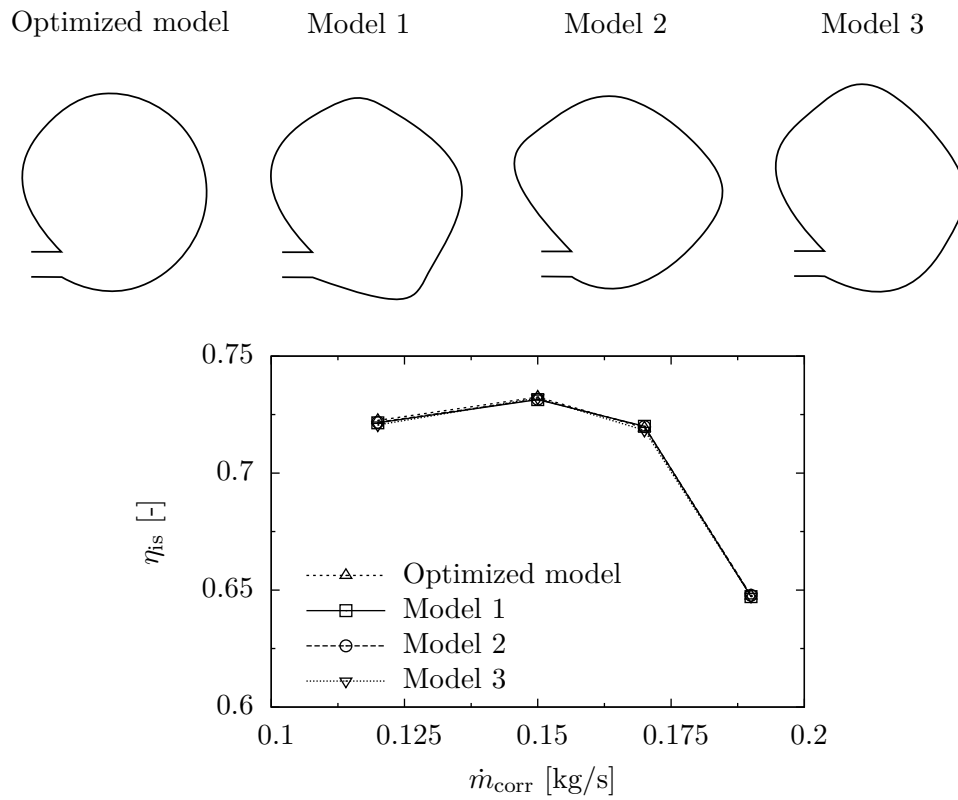 Optimized model Model 1 Model 2 Model 3
0.75
0.7
0.65
0.6
η_is [-]
Optimized model
Model 1
Model 2
Model 3
0.1 0.125 0.15 0.175 0.2
ṁ_corr [kg/s]